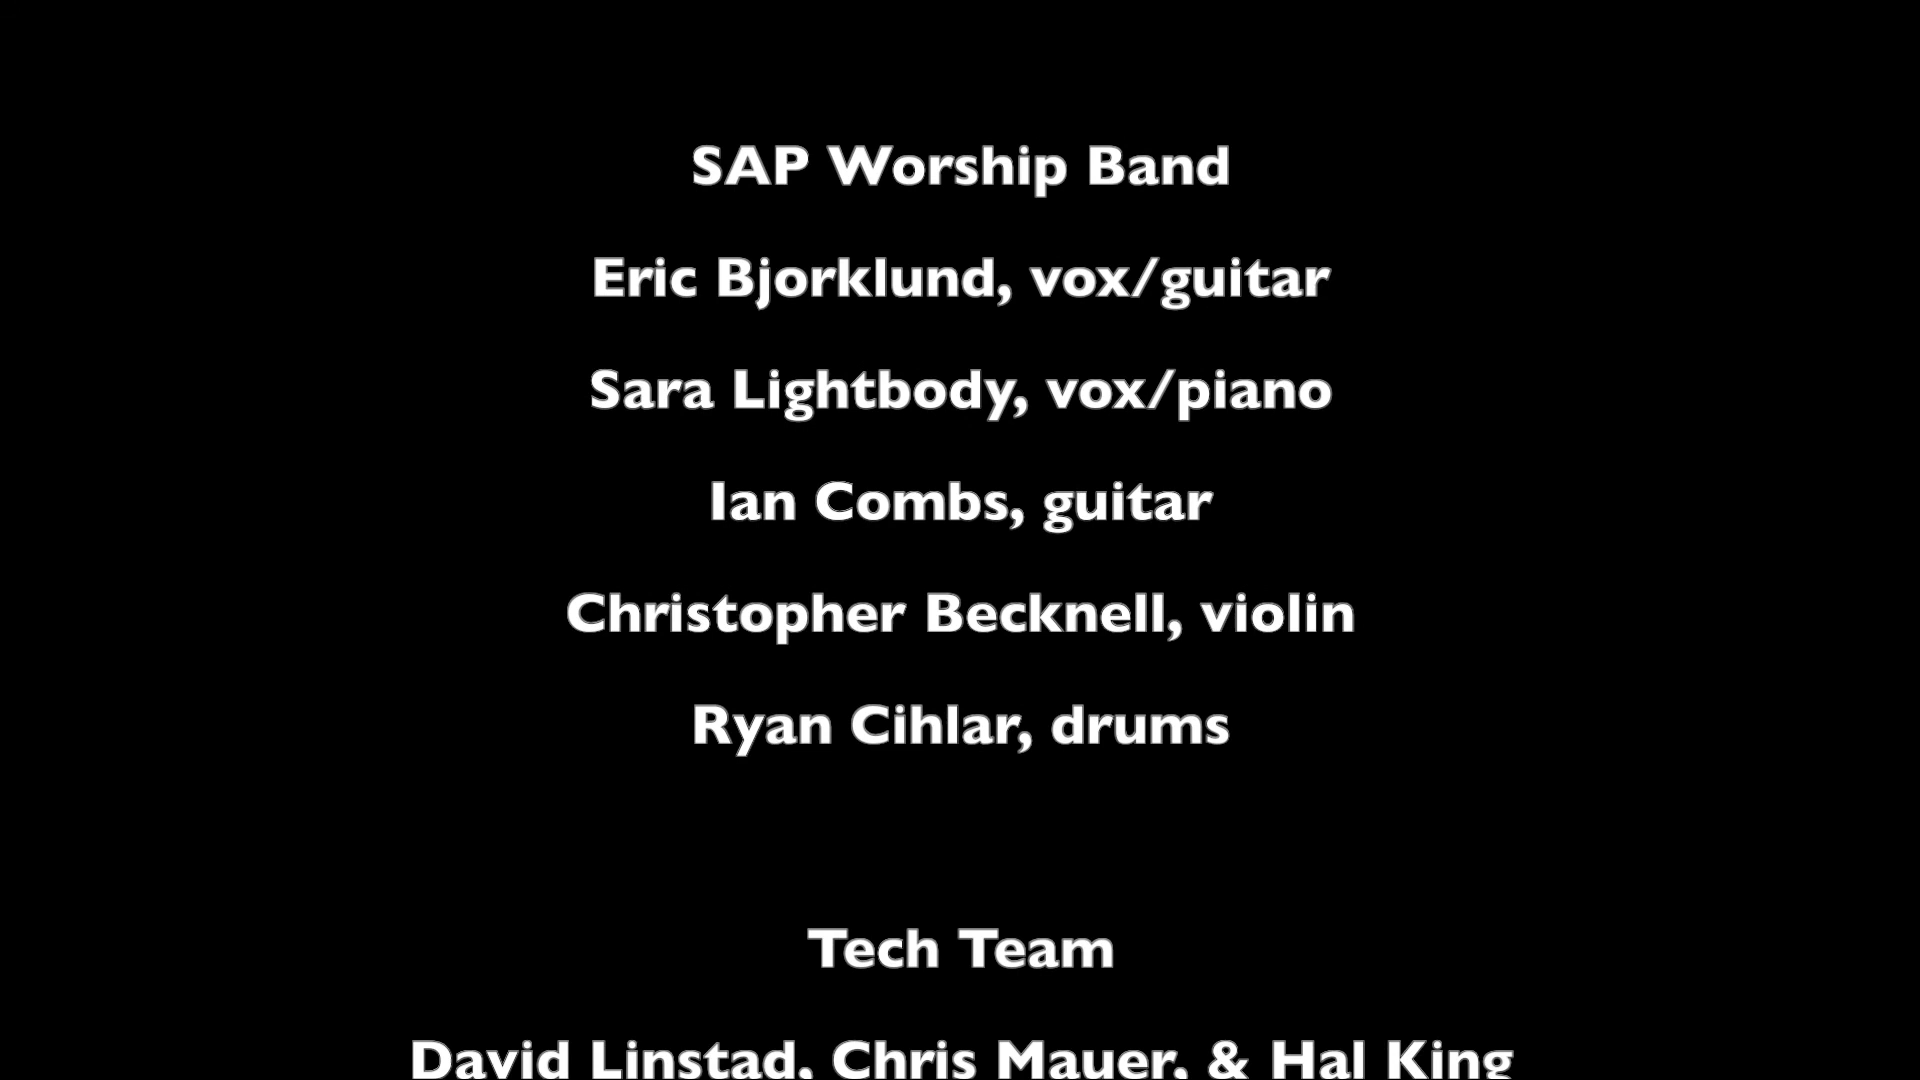 SAP Worship Band
Eric Bjorklund, vox/guitar
Sara Lightbody, vox/piano
Ian Combs, guitar
Christopher Becknell, violin
Ryan Cihlar, drums
Tech Team
David Linstad, Chris Mauer, & Hal King